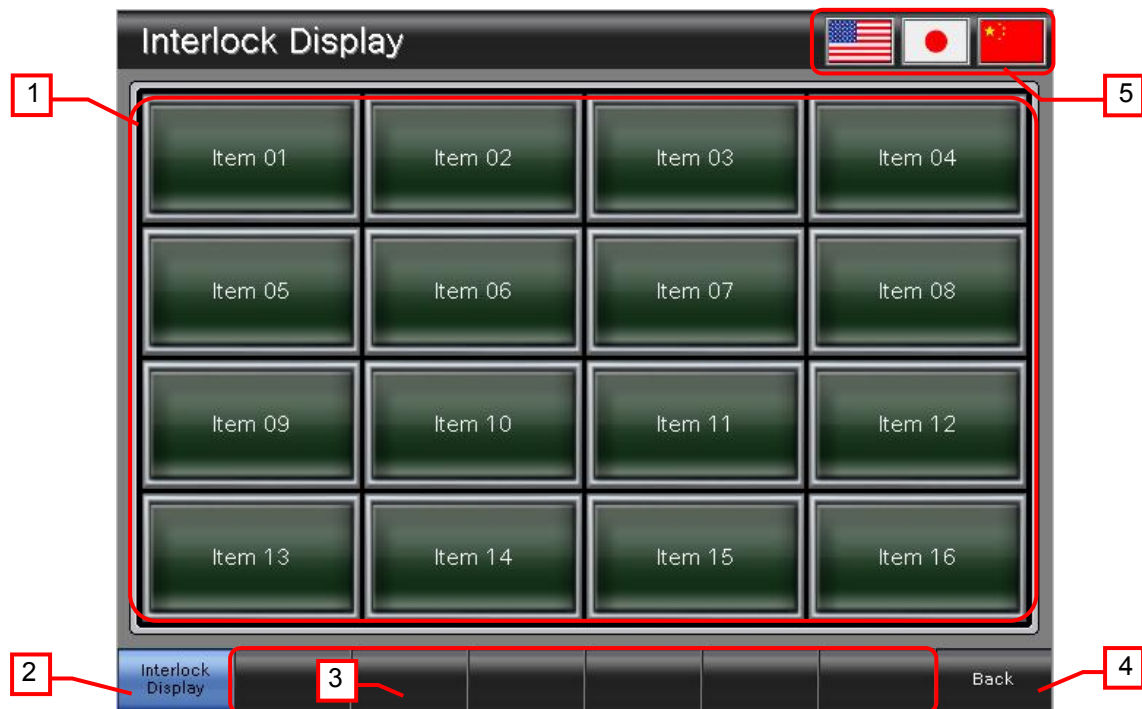 Interlock Display
1
5
Item 01 Item 02 Item 03 Item 04
Item 05 Item 06 Item 07 Item 08
Item 09 Item 10 Item 11 Item 12
Item 13 Item 14 Item 15 Item 16
2
Interlock
Display
3
Back
4